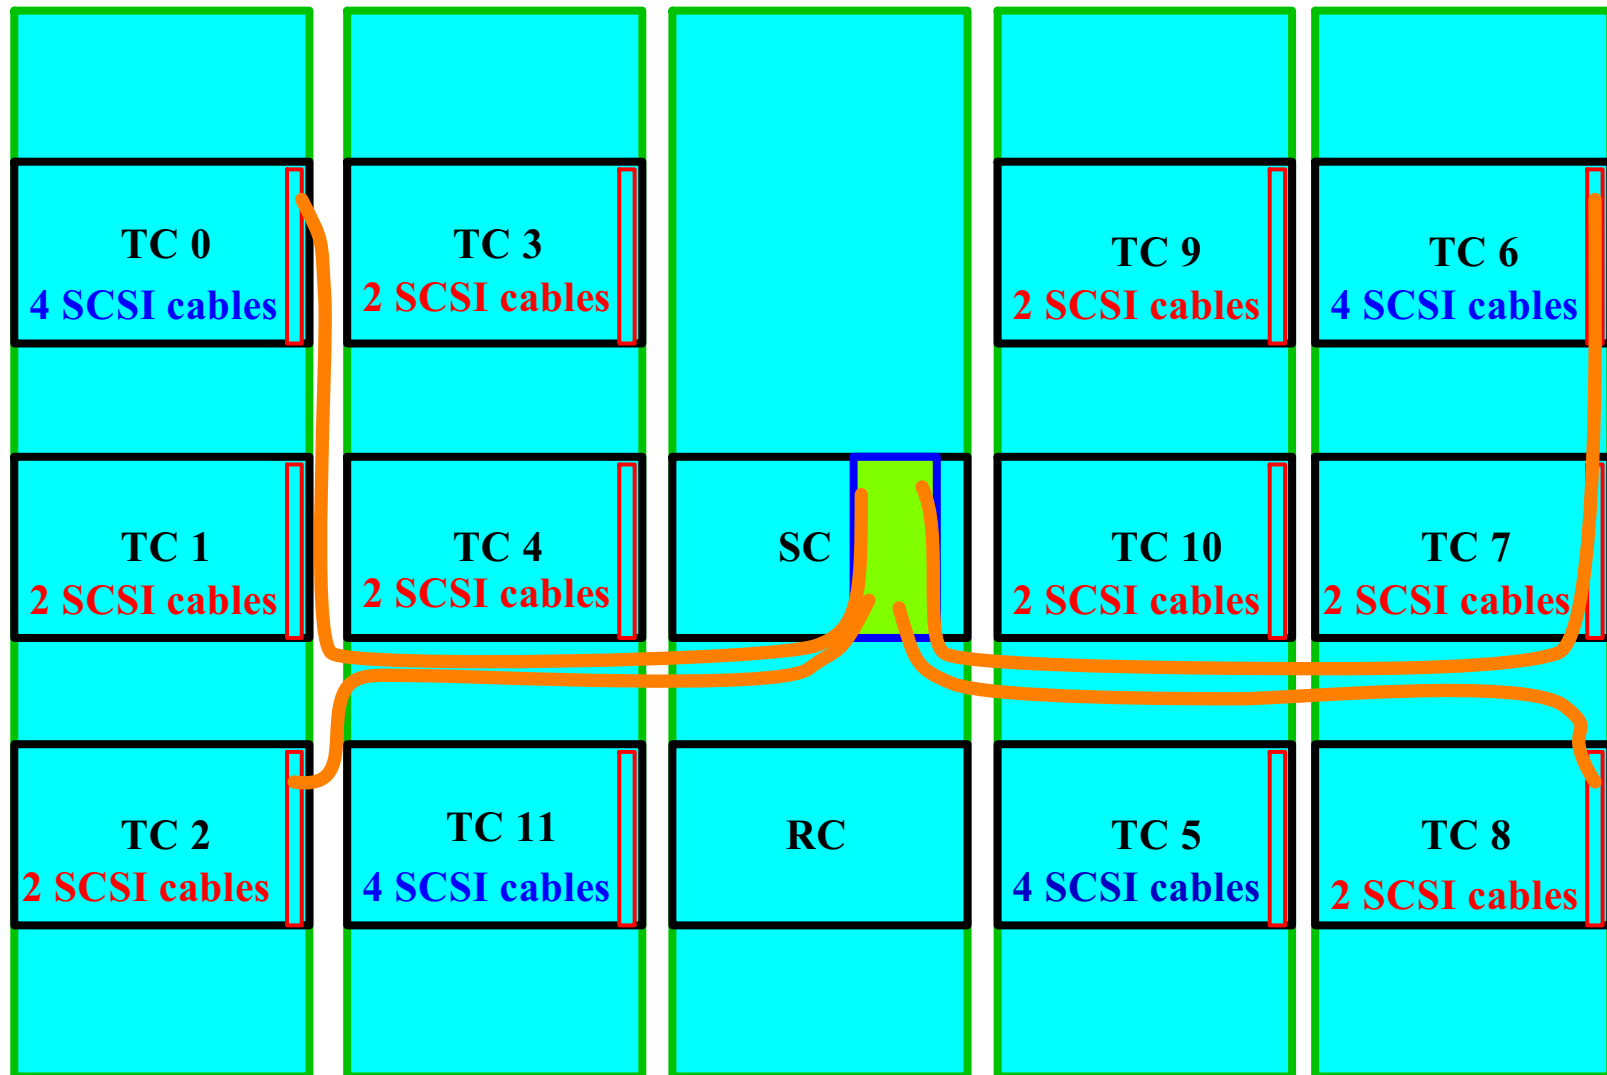 TC 0
4 SCSI cables
TC 3
2 SCSI cables
TC 9
2 SCSI cables
TC 6
4 SCSI cables
TC 1
2 SCSI cables
TC 4
2 SCSI cables
SC
TC 10
2 SCSI cables
TC 7
2 SCSI cables
TC 2
2 SCSI cables
TC 11
4 SCSI cables
RC
TC 5
4 SCSI cables
TC 8
2 SCSI cables